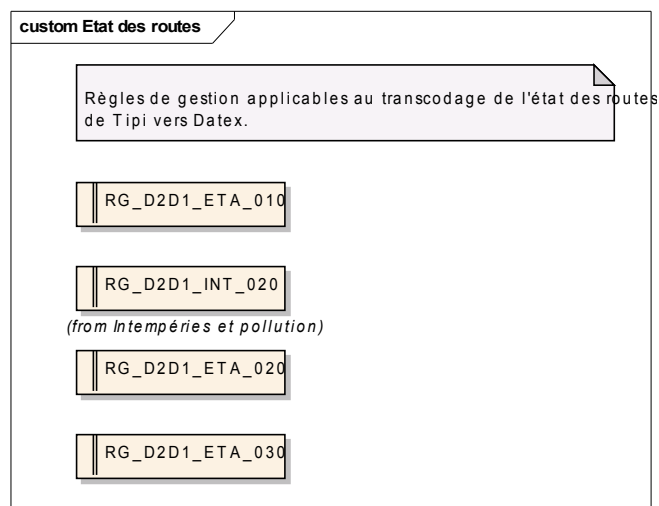 custom Etat des routes
Règles de gestion applicables au transcodage de l'état des routes
de Tipi vers Datex.
RG_D2D1_ETA_010
RG_D2D1_INT_020
(from Intempéries et pollution)
RG_D2D1_ETA_020
RG_D2D1_ETA_030